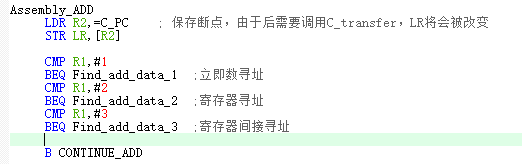 Assembly_ADD
LDR R2,=C_PC ; 保存断点，由于后需要调用C_transfer，LR将会被改变
STR LR,[R2]
CMP R1,#1
BEQ Find_add_data_1 ;立即数寻址
CMP R1,#2
BEQ Find_add_data_2 ;寄存器寻址
CMP R1,#3
BEQ Find_add_data_3 ;寄存器间接寻址
B CONTINUE_ADD